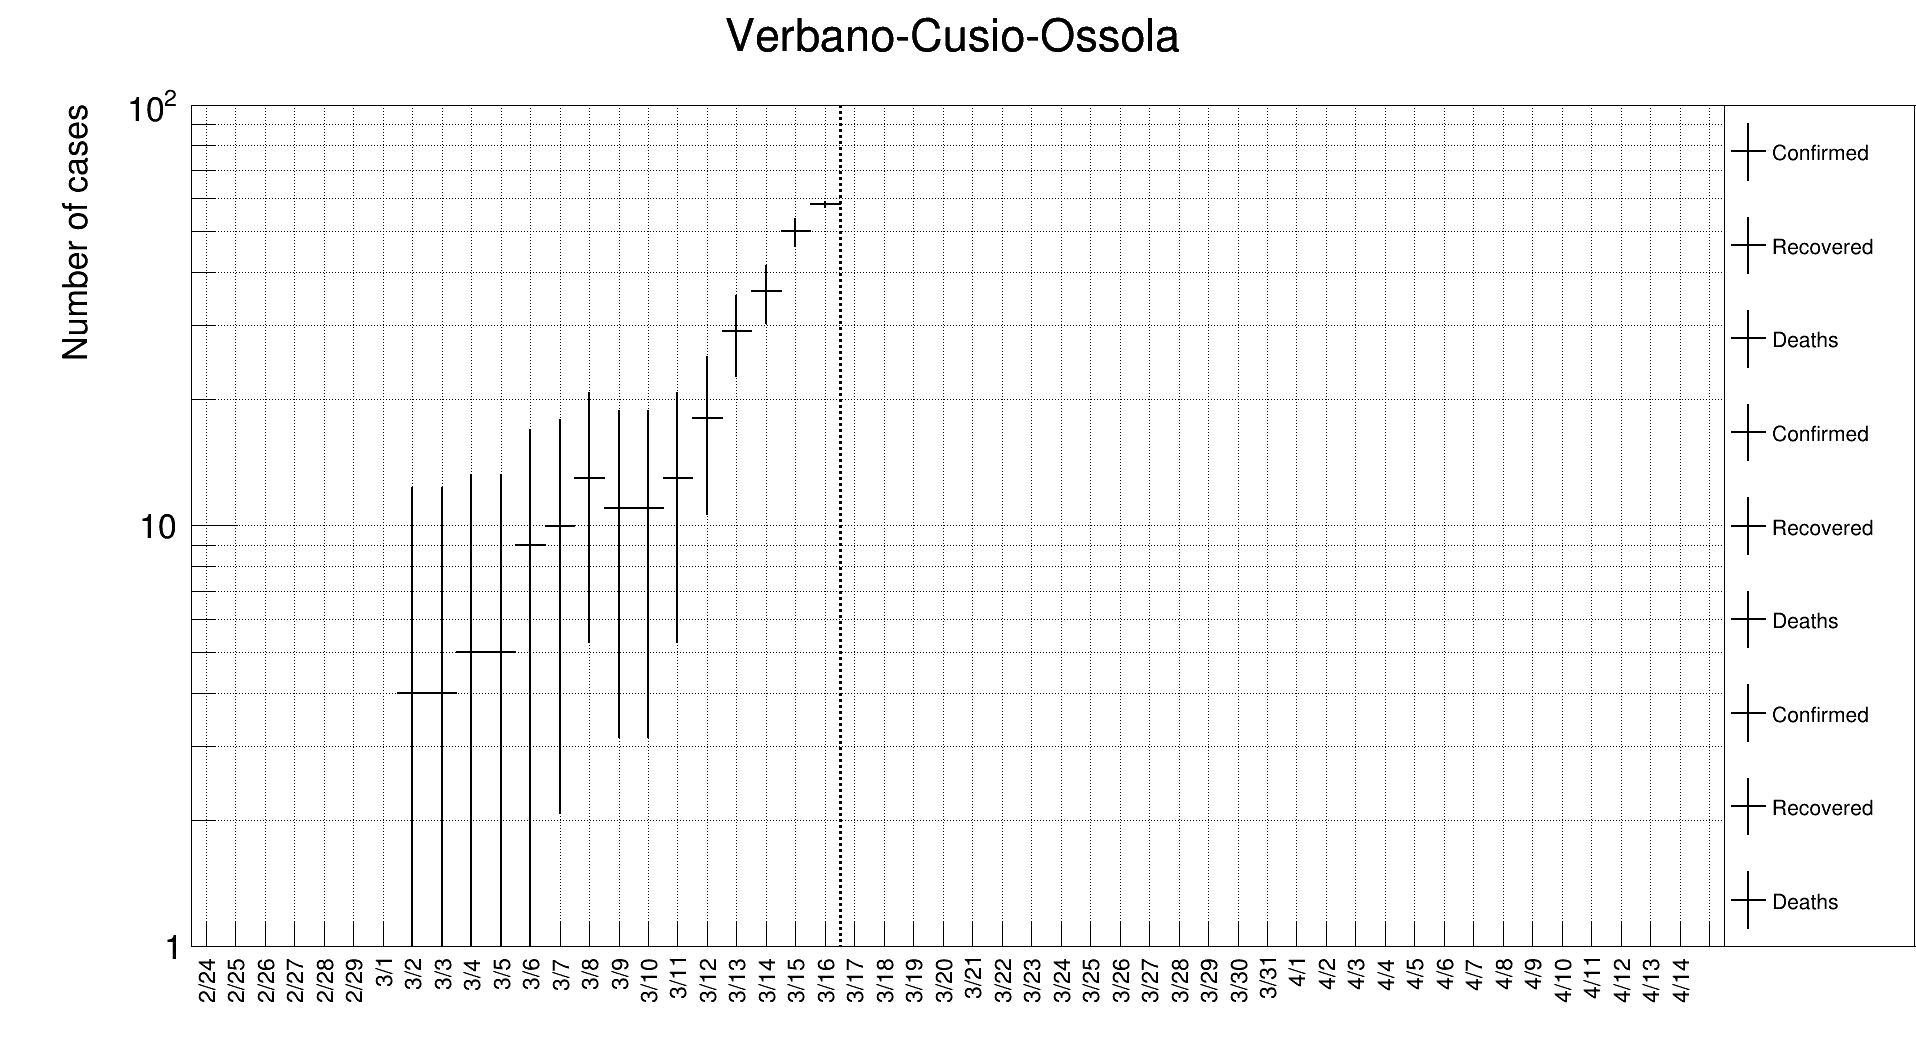 Verbano-Cusio-Ossola
Number of cases
10²
10
1
2/24 2/25 2/26 2/27 2/28 2/29 3/1 3/2 3/3 3/4 3/5 3/6 3/7 3/8 3/9 3/10 3/11 3/12 3/13 3/14 3/15 3/16 3/17 3/18 3/19 3/20 3/21 3/22 3/23 3/24 3/25 3/26 3/27 3/28 3/29 3/30 3/31 4/1 4/2 4/3 4/4 4/5 4/6 4/7 4/8 4/9 4/10 4/11 4/12 4/13 4/14
Confirmed
Recovered
Deaths
Confirmed
Recovered
Deaths
Confirmed
Recovered
Deaths